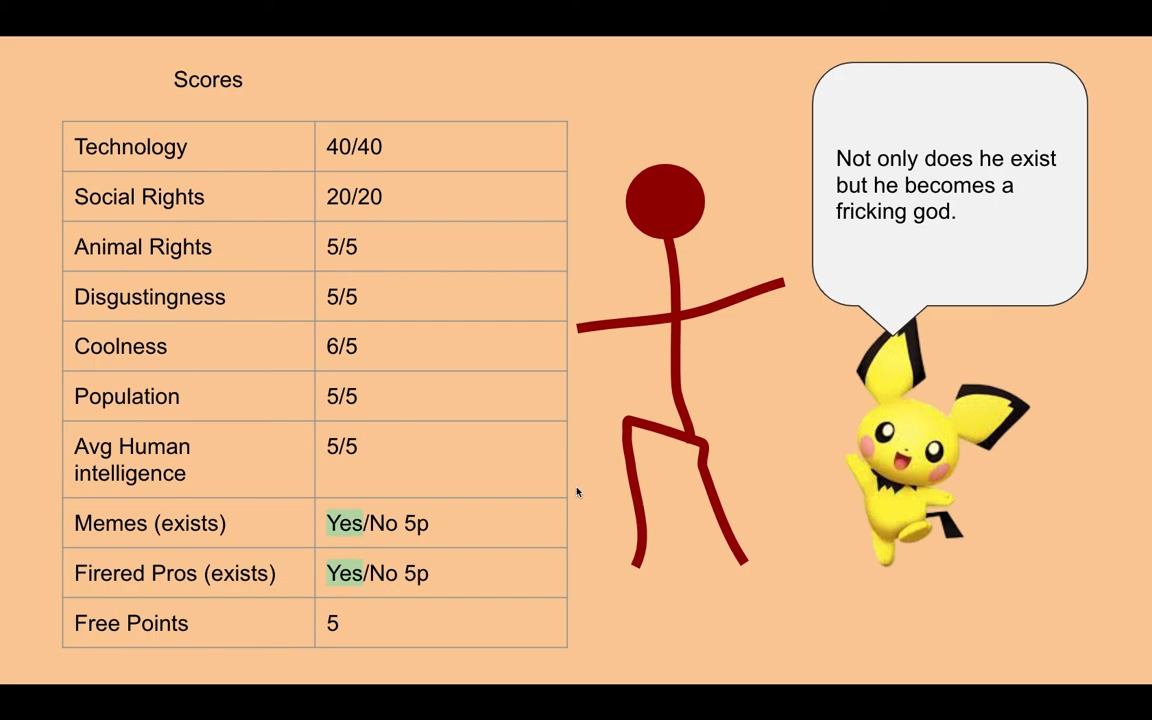 Scores
Technology 40/40
Social Rights 20/20
Animal Rights 5/5
Disgustingness 5/5
Coolness 6/5
Population 5/5
Avg Human 5/5
intelligence
Memes (exists) Yes/No 5p
Firered Pros (exists) Yes/No 5p
Free Points 5
Not only does he exist
but he becomes a
fricking god.